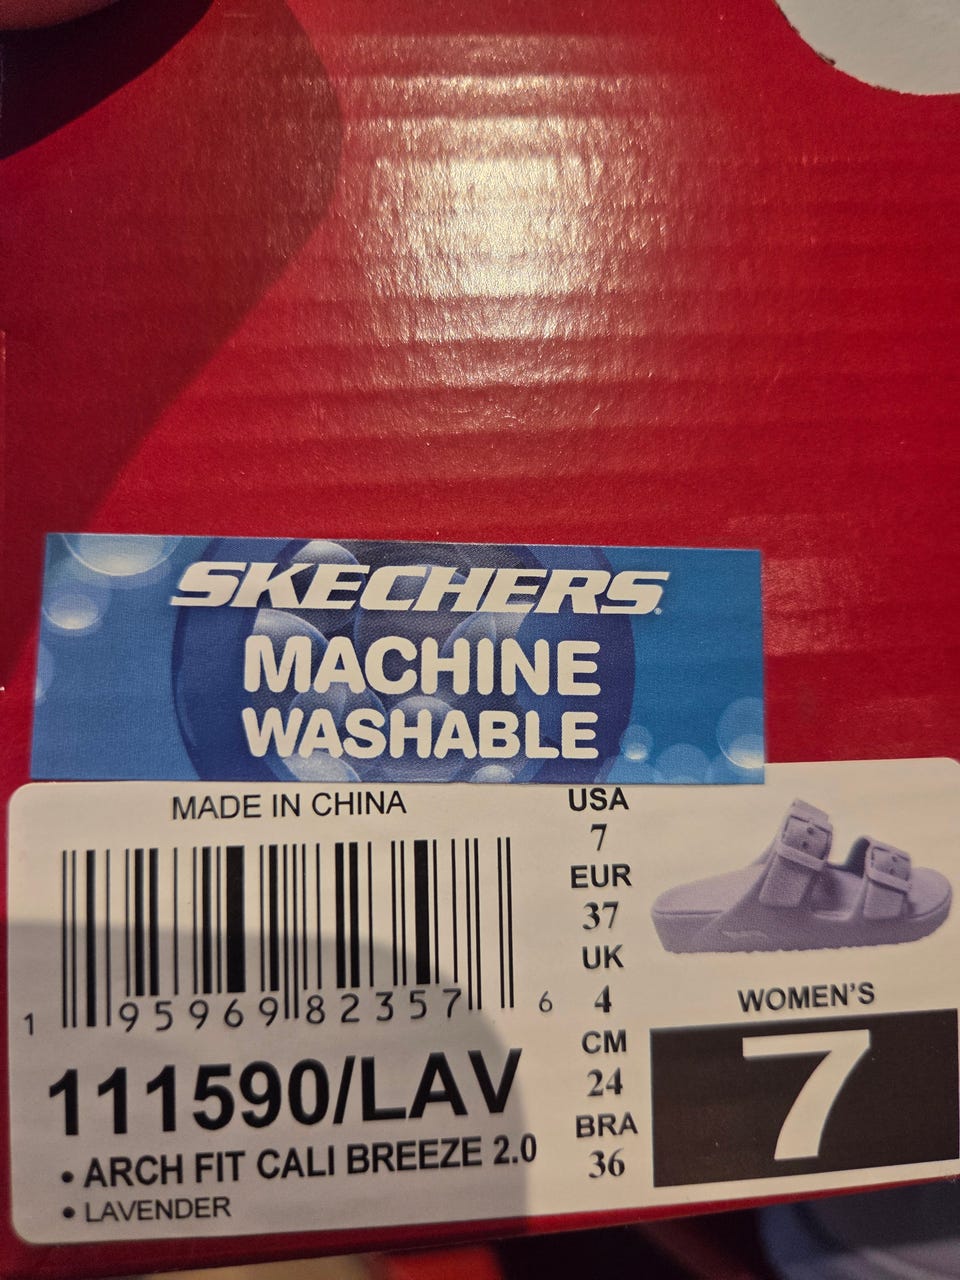 SKECHERS
MACHINE
WASHABLE
MADE IN CHINA
1 95969 82357 6
111590/LAV
• ARCH FIT CALI BREEZE 2.0
• LAVENDER
USA
7
EUR
37
UK
4
CM
24
BRA
36
WOMEN'S
7